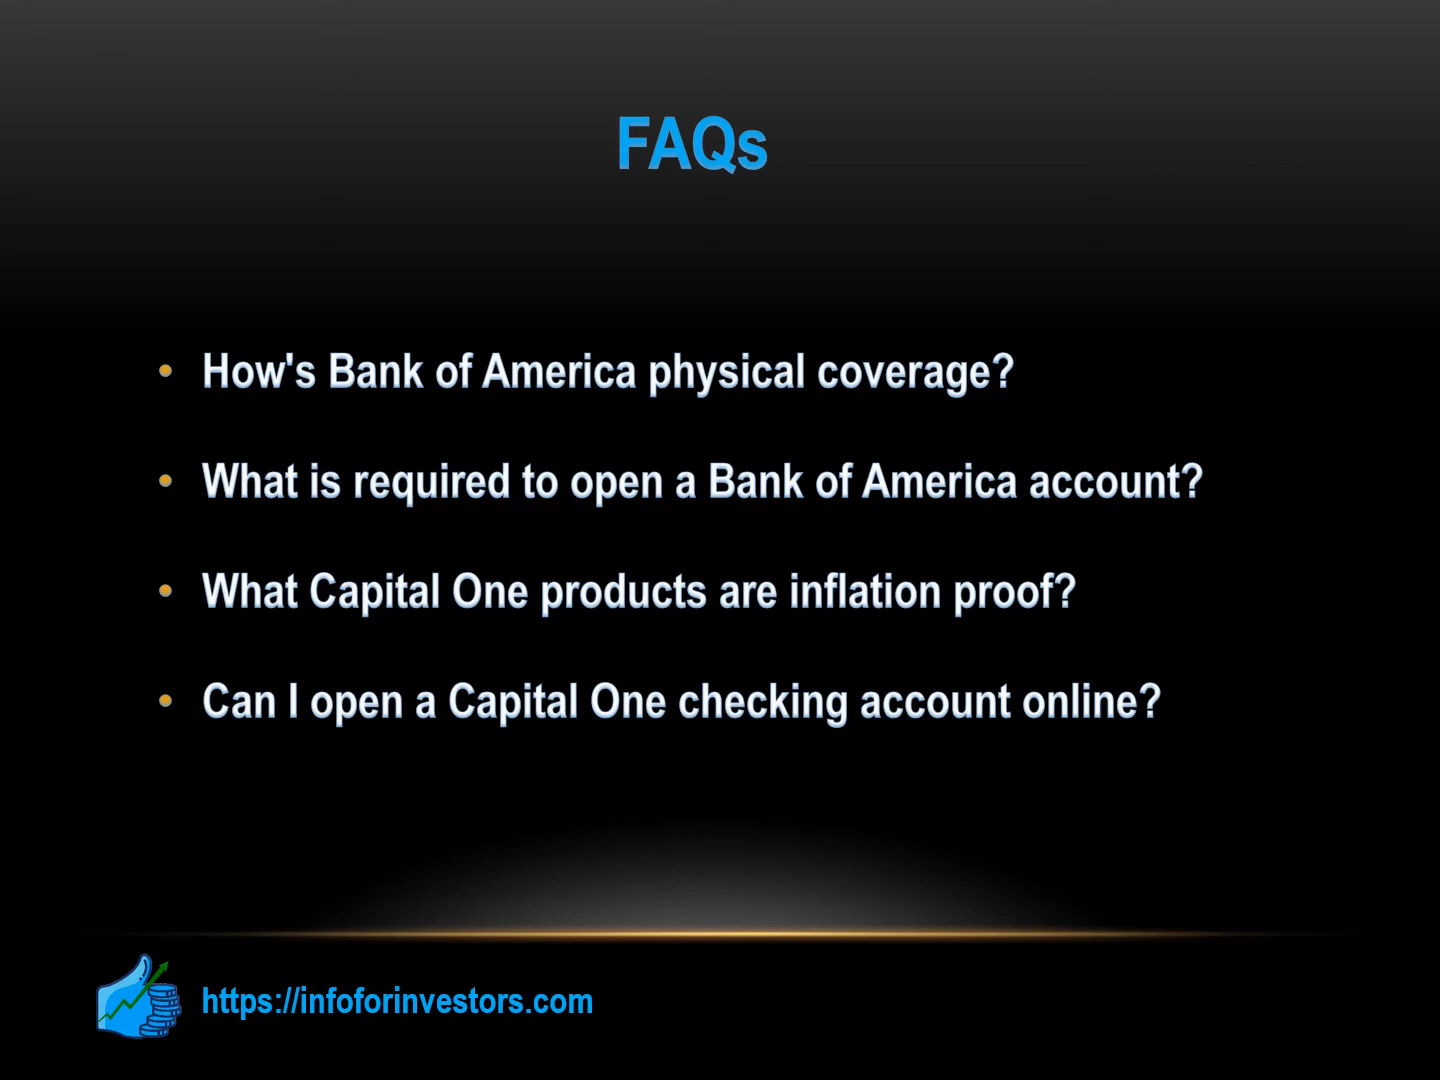 FAQs
How's Bank of America physical coverage?
What is required to open a Bank of America account?
What Capital One products are inflation proof?
Can I open a Capital One checking account online?
https://infoforinvestors.com